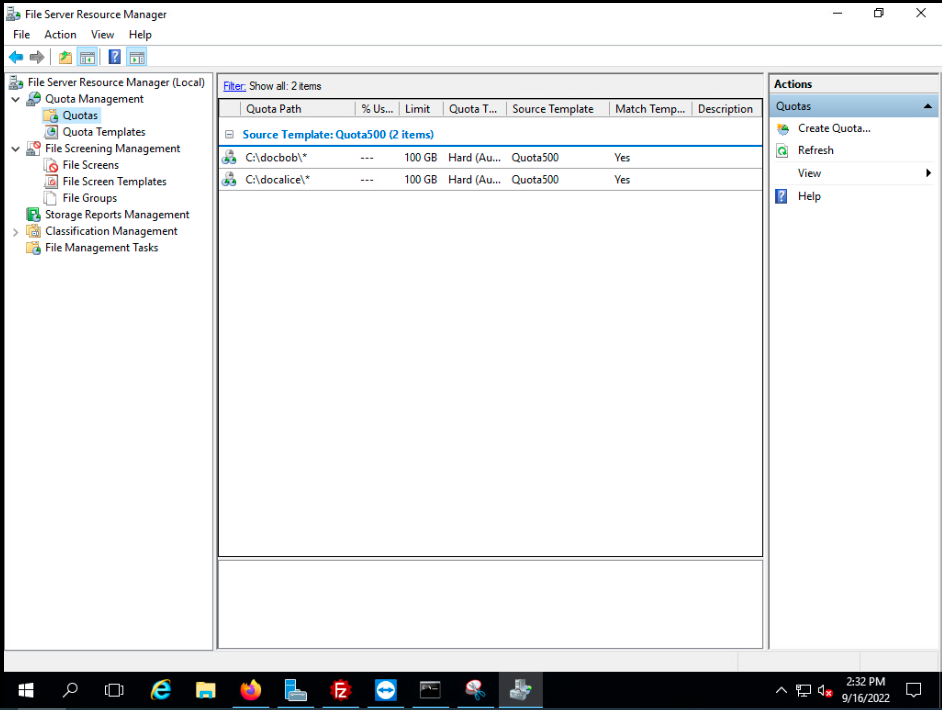 File Server Resource Manager
File Action View Help
File Server Resource Manager (Local)
Quota Management
Quotas
Quota Templates
File Screening Management
File Screens
File Screen Templates
File Groups
Storage Reports Management
Classification Management
File Management Tasks
Filter: Show all: 2 items
Quota Path % Us... Limit Quota T... Source Template Match Temp... Description
Source Template: Quota500 (2 items)
C:\docbob\* --- 100 GB Hard (Au... Quota500 Yes
C:\docalice\* --- 100 GB Hard (Au... Quota500 Yes
Actions
Quotas
Create Quota...
Refresh
View
Help
2:32 PM
9/16/2022